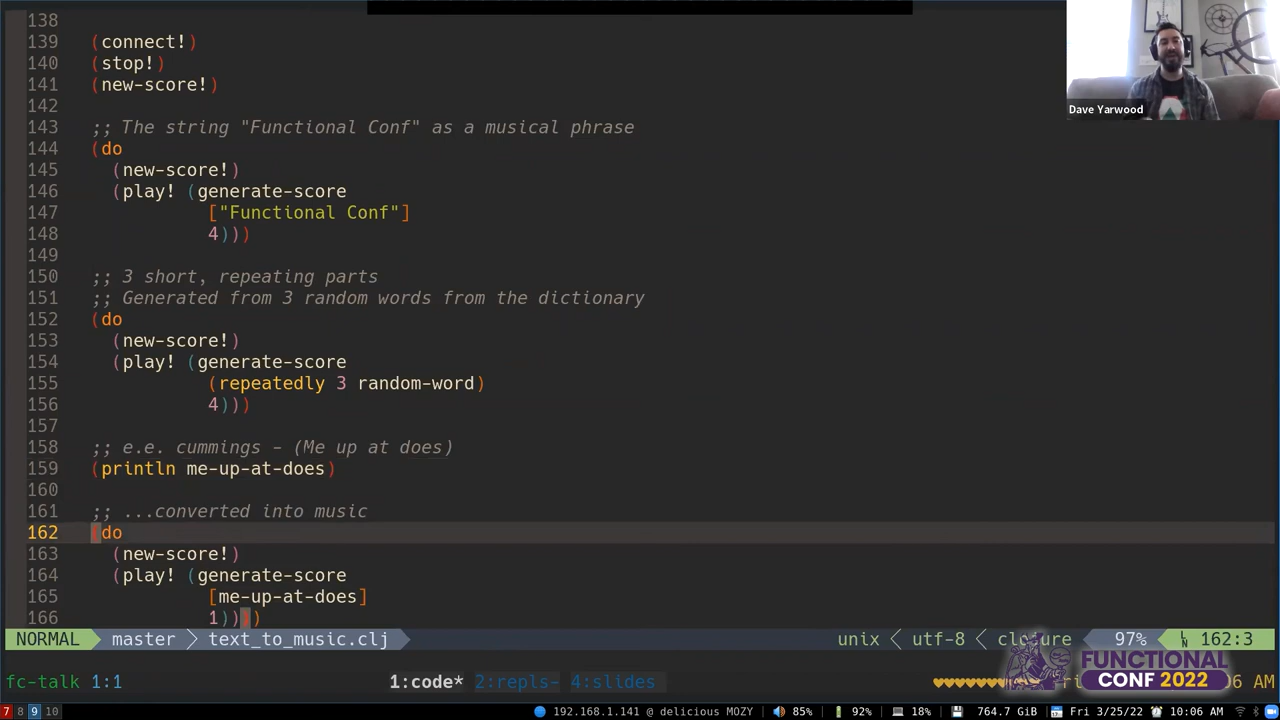 138
139 (connect!)
140 (stop!)
141 (new-score!)
142
143 ;; The string "Functional Conf" as a musical phrase
144 (do
145 (new-score!)
146 (play! (generate-score
147 ["Functional Conf"]
148 4)))
149
150 ;; 3 short, repeating parts
151 ;; Generated from 3 random words from the dictionary
152 (do
153 (new-score!)
154 (play! (generate-score
155 (repeatedly 3 random-word)
156 4)))
157
158 ;; e.e. cummings - (Me up at does)
159 (println me-up-at-does)
160
161 ;; ...converted into music
162 (do
163 (new-score!)
164 (play! (generate-score
165 [me-up-at-does]
166 1))))
Dave Yarwood
NORMAL master text_to_music.clj unix < utf-8 < clojure 97% LN 162:3
fc-talk 1:1 1:code* 2:repls- 4:slides AM
FUNCTIONAL
CONF 2022
7 8 9 10 192.168.1.141 @ delicious MOZY 85% 92% 18% 764.7 GiB Fri 3/25/22 10:06 AM